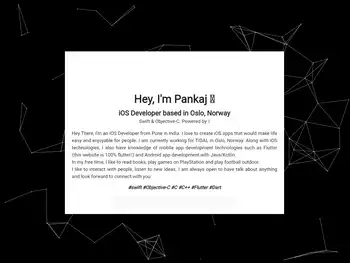 Hey, I'm Pankaj
iOS Developer based in Oslo, Norway
Swift & Objective-C. Powered by I
Hey There, I'm an iOS Developer from Pune in India. I love to create iOS apps that would make life
easy and enjoyable for people. I am currently working for TIDAL in Oslo, Norway. Along with iOS
technologies, I also have knowledge of mobile app development technologies such as Flutter
(this website is 100% flutter!) and Android app development with Java/Kotlin.
In my free time, I like to read books, play games on PlayStation and play football outdoor.
I like to interact with people, listen to new ideas. I am always open to have talk about anything
and look forward to connect with you.
#swift #Objective-C #C #C++ #Flutter #Dart